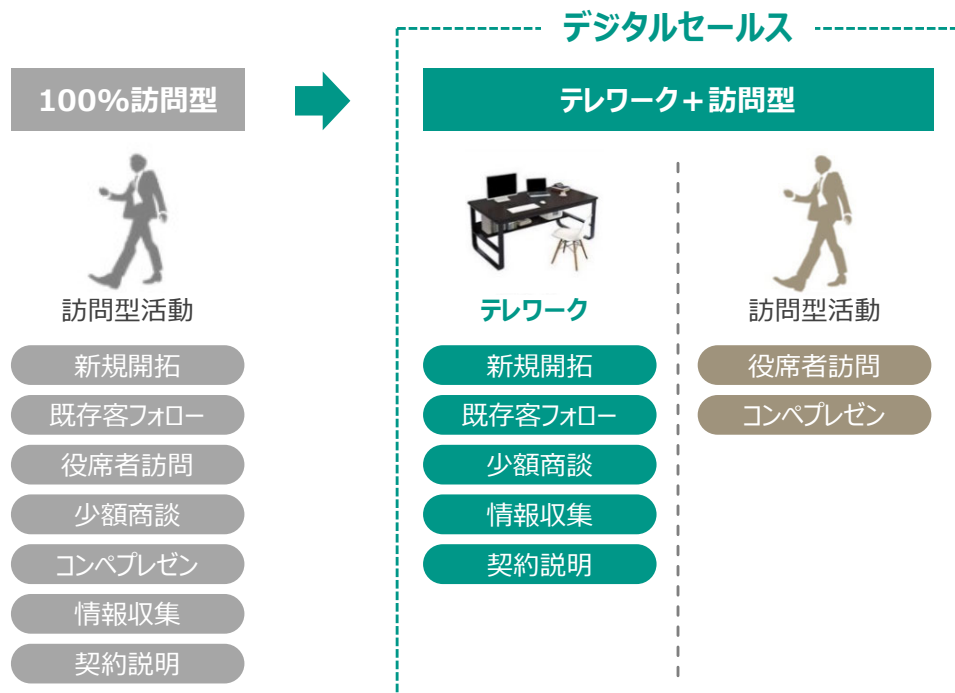 デジタルセールス
100%訪問型
テレワーク+訪問型
訪問型活動
新規開拓
既存客フォロー
役席者訪問
少額商談
コンペプレゼン
情報収集
契約説明
テレワーク
新規開拓
既存客フォロー
少額商談
情報収集
契約説明
訪問型活動
役席者訪問
コンペプレゼン